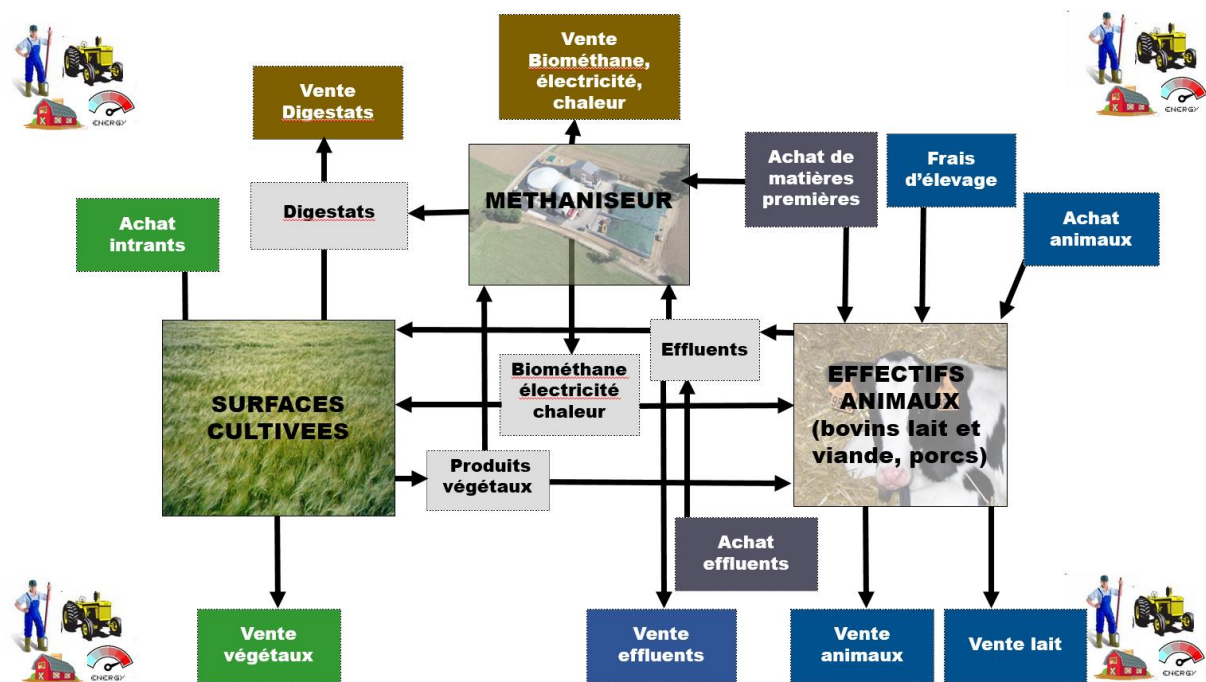 Vente
Biométhane,
électricité,
chaleur
Vente
Digestats
ENERGY
ENERGY
METHANISEUR
Achat de
matières
premières
Frais
d'élevage
Digestats
Achat
intrants
Achat
animaux
Effluents
Biométhane
électricité
chaleur
SURFACES
CULTIVEES
EFFECTIFS
ANIMAUX
(bovins lait et
viande, porcs)
Produits
végétaux
Achat
effluents
Vente
végétaux
Vente
effluents
Vente
animaux
Vente lait
ENERGY
ENERGY